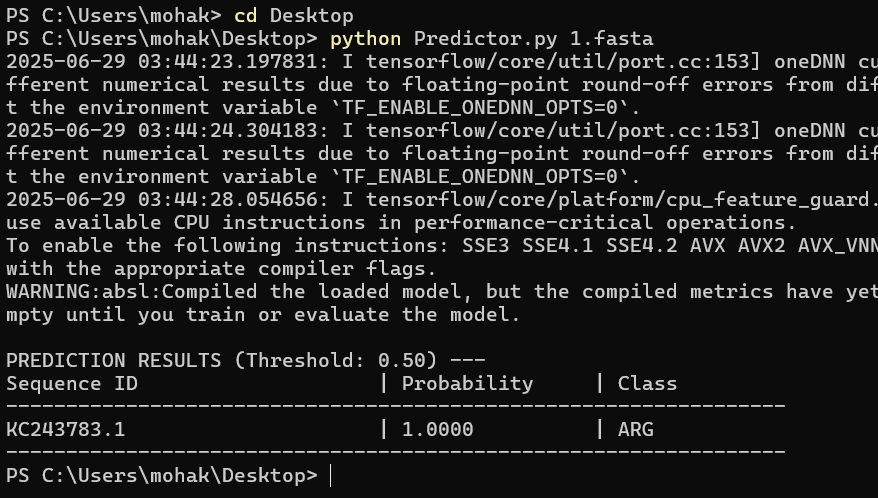 PS C:\Users\mohak> cd Desktop
PS C:\Users\mohak\Desktop> python Predictor.py 1.fasta
2025-06-29 03:44:23.197831: I tensorflow/core/util/port.cc:153] oneDNN cu
fferent numerical results due to floating-point round-off errors from dif
t the environment variable `TF_ENABLE_ONEDNN_OPTS=0`.
2025-06-29 03:44:24.304183: I tensorflow/core/util/port.cc:153] oneDNN cu
fferent numerical results due to floating-point round-off errors from dif
t the environment variable `TF_ENABLE_ONEDNN_OPTS=0`.
2025-06-29 03:44:28.054656: I tensorflow/core/platform/cpu_feature_guard.
use available CPU instructions in performance-critical operations.
To enable the following instructions: SSE3 SSE4.1 SSE4.2 AVX AVX2 AVX_VNN
with the appropriate compiler flags.
WARNING:absl:Compiled the loaded model, but the compiled metrics have yet
mpty until you train or evaluate the model.

PREDICTION RESULTS (Threshold: 0.50) ---
Sequence ID | Probability | Class
-----------------------------------------------------------------
KC243783.1 | 1.0000 | ARG
-----------------------------------------------------------------
PS C:\Users\mohak\Desktop>